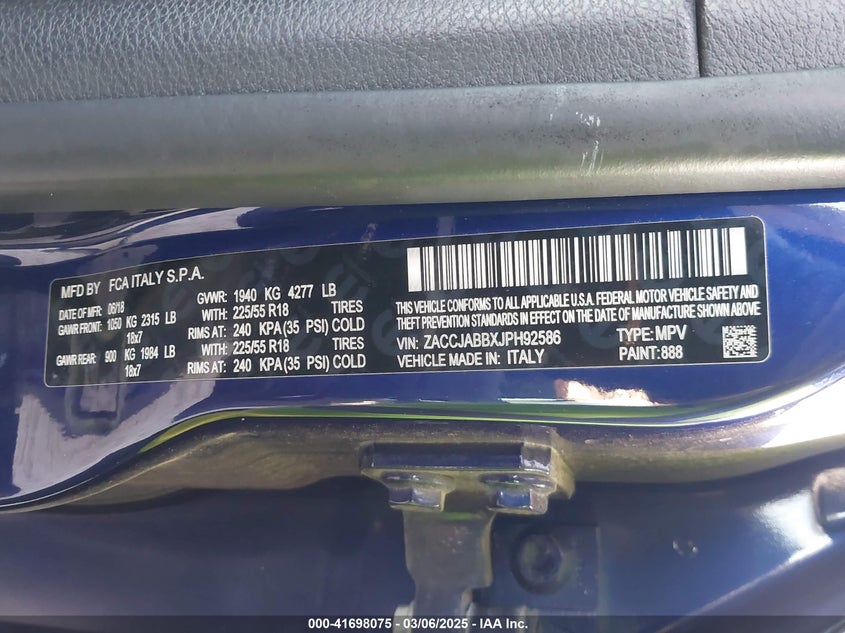 MFD BY FCA ITALY S.P.A.
DATE OF MFR: 06/18 GVWR: 1940 KG 4277 LB
GAWR FRONT: 1050 KG 2315 LB WITH: 225/55 R18 TIRES
18x7 RIMS AT: 240 KPA(35 PSI) COLD
GAWR REAR: 900 KG 1984 LB WITH: 225/55 R18 TIRES
18x7 RIMS AT: 240 KPA(35 PSI) COLD
THIS VEHICLE CONFORMS TO ALL APPLICABLE U.S.A. FEDERAL MOTOR VEHICLE SAFETY AND
THEFT PREVENTION STANDARDS IN EFFECT ON THE DATE OF MANUFACTURE SHOWN ABOVE
VIN: ZACCJABBXJPH92586 TYPE: MPV
VEHICLE MADE IN: ITALY PAINT: 888
000-41698075 — 03/06/2025 — IAA Inc.